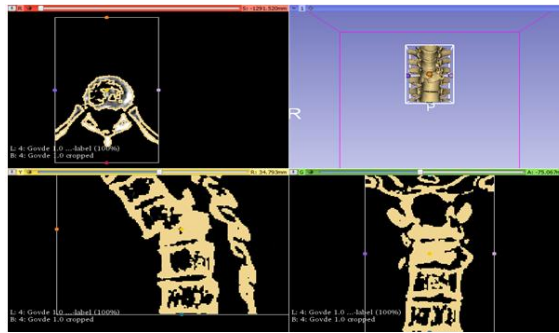 R S: -1291.520mm
1
R
P
L: 4: Govde 1.0 ...-label (100%)
B: 4: Govde 1.0 cropped
Y R: 34.793mm
G A: -75.067m
L: 4: Govde 1.0 ...-label (100%)
B: 4: Govde 1.0 cropped
L: 4: Govde 1.0 ...-label (100%)
B: 4: Govde 1.0 cropped